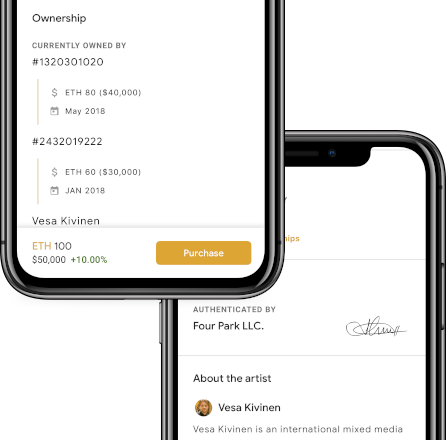 Ownership
CURRENTLY OWNED BY
#1320301020
$ ETH 80 ($40,000)
May 2018
#2432019222
$ ETH 60 ($30,000)
JAN 2018
Vesa Kivinen
ETH 100
$50,000 +10.00%
Purchase
AUTHENTICATED BY
Four Park LLC.
About the artist
Vesa Kivinen
Vesa Kivinen is an international mixed media